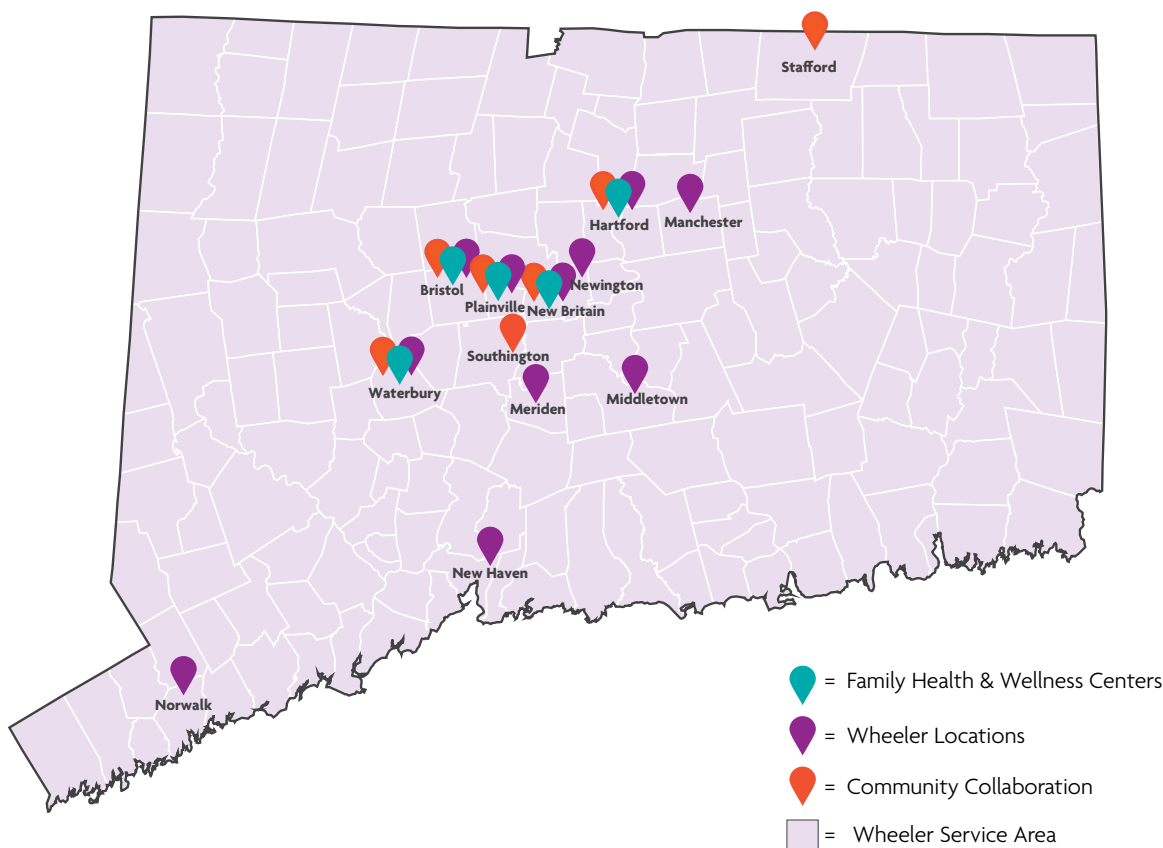 Stafford
Hartford
Manchester
Bristol
Newington
Plainville
New Britain
Southington
Waterbury
Meriden
Middletown
New Haven
Norwalk
= Family Health & Wellness Centers
= Wheeler Locations
= Community Collaboration
= Wheeler Service Area